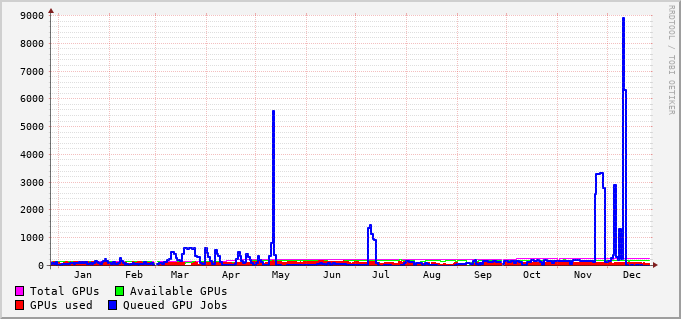 9000
8000
7000
6000
5000
4000
3000
2000
1000
0
Jan Feb Mar Apr May Jun Jul Aug Sep Oct Nov Dec
Total GPUs Available GPUs
GPUs used Queued GPU Jobs
RRDTOOL / TOBI OETIKER